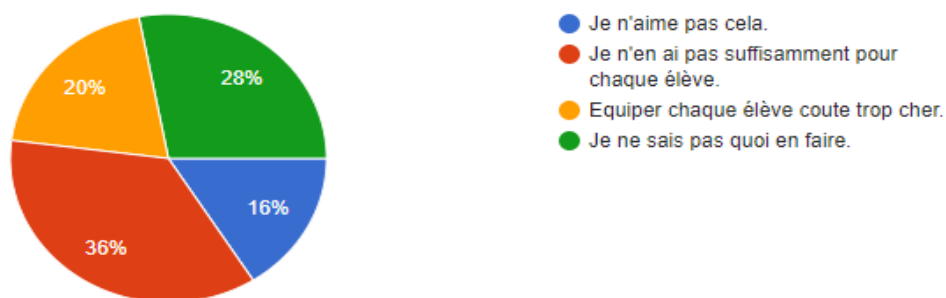 20%
28%
16%
36%
Je n'aime pas cela.
Je n'en ai pas suffisamment pour
chaque élève.
Equiper chaque élève coute trop cher.
Je ne sais pas quoi en faire.